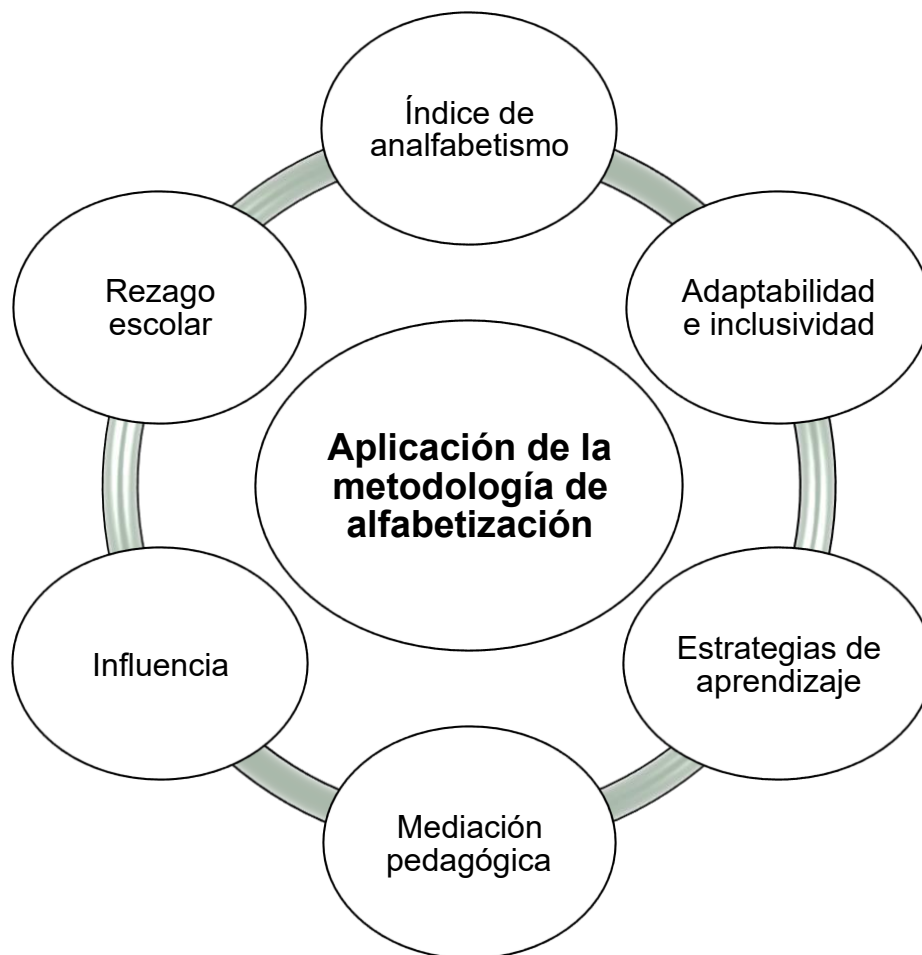 Índice de
analfabetismo
Adaptabilidad
e inclusividad
Estrategias de
aprendizaje
Mediación
pedagógica
Influencia
Rezago
escolar
Aplicación de la
metodología de
alfabetización